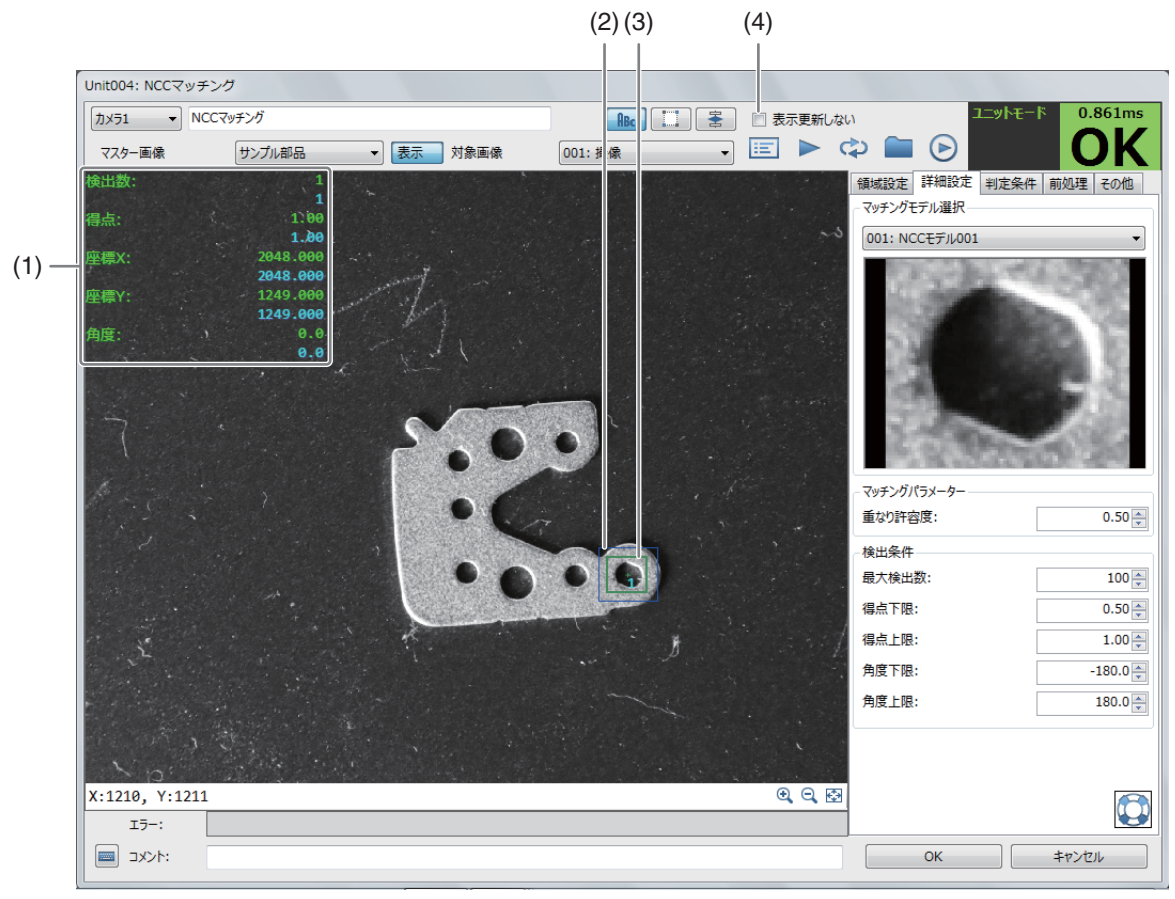 (2) (3) (4)
Unit004: NCCマッチング
カメラ1 NCCマッチング ABC 表示更新しない ユニットモード 0.861ms
OK
マスター画像 サンプル部品 表示 対象画像 001: 撮像
(1)
検出数: 1
1
得点: 1.00
1.00
座標X: 2048.000
2048.000
座標Y: 1249.000
1249.000
角度: 0.0
0.0
1
領域設定 詳細設定 判定条件 前処理 その他
マッチングモデル選択
001: NCCモデル001
マッチングパラメーター
重なり許容度: 0.50
検出条件
最大検出数: 100
得点下限: 0.50
得点上限: 1.00
角度下限: -180.0
角度上限: 180.0
X:1210, Y:1211
エラー:
コメント:
OK キャンセル